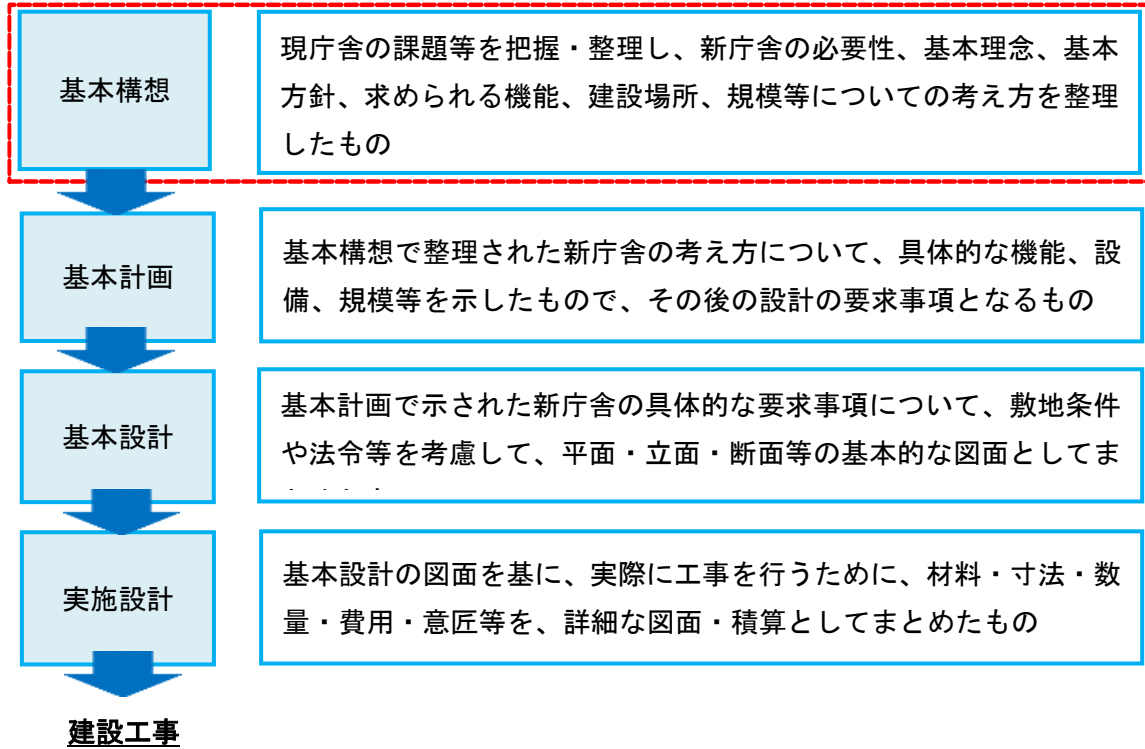 基本構想
現庁舎の課題等を把握・整理し、新庁舎の必要性、基本理念、基本
方針、求められる機能、建設場所、規模等についての考え方を整理
したもの
基本計画
基本構想で整理された新庁舎の考え方について、具体的な機能、設
備、規模等を示したもので、その後の設計の要求事項となるもの
基本設計
基本計画で示された新庁舎の具体的な要求事項について、敷地条件
や法令等を考慮して、平面・立面・断面等の基本的な図面としてま
実施設計
基本設計の図面を基に、実際に工事を行うために、材料・寸法・数
量・費用・意匠等を、詳細な図面・積算としてまとめたもの
建設工事